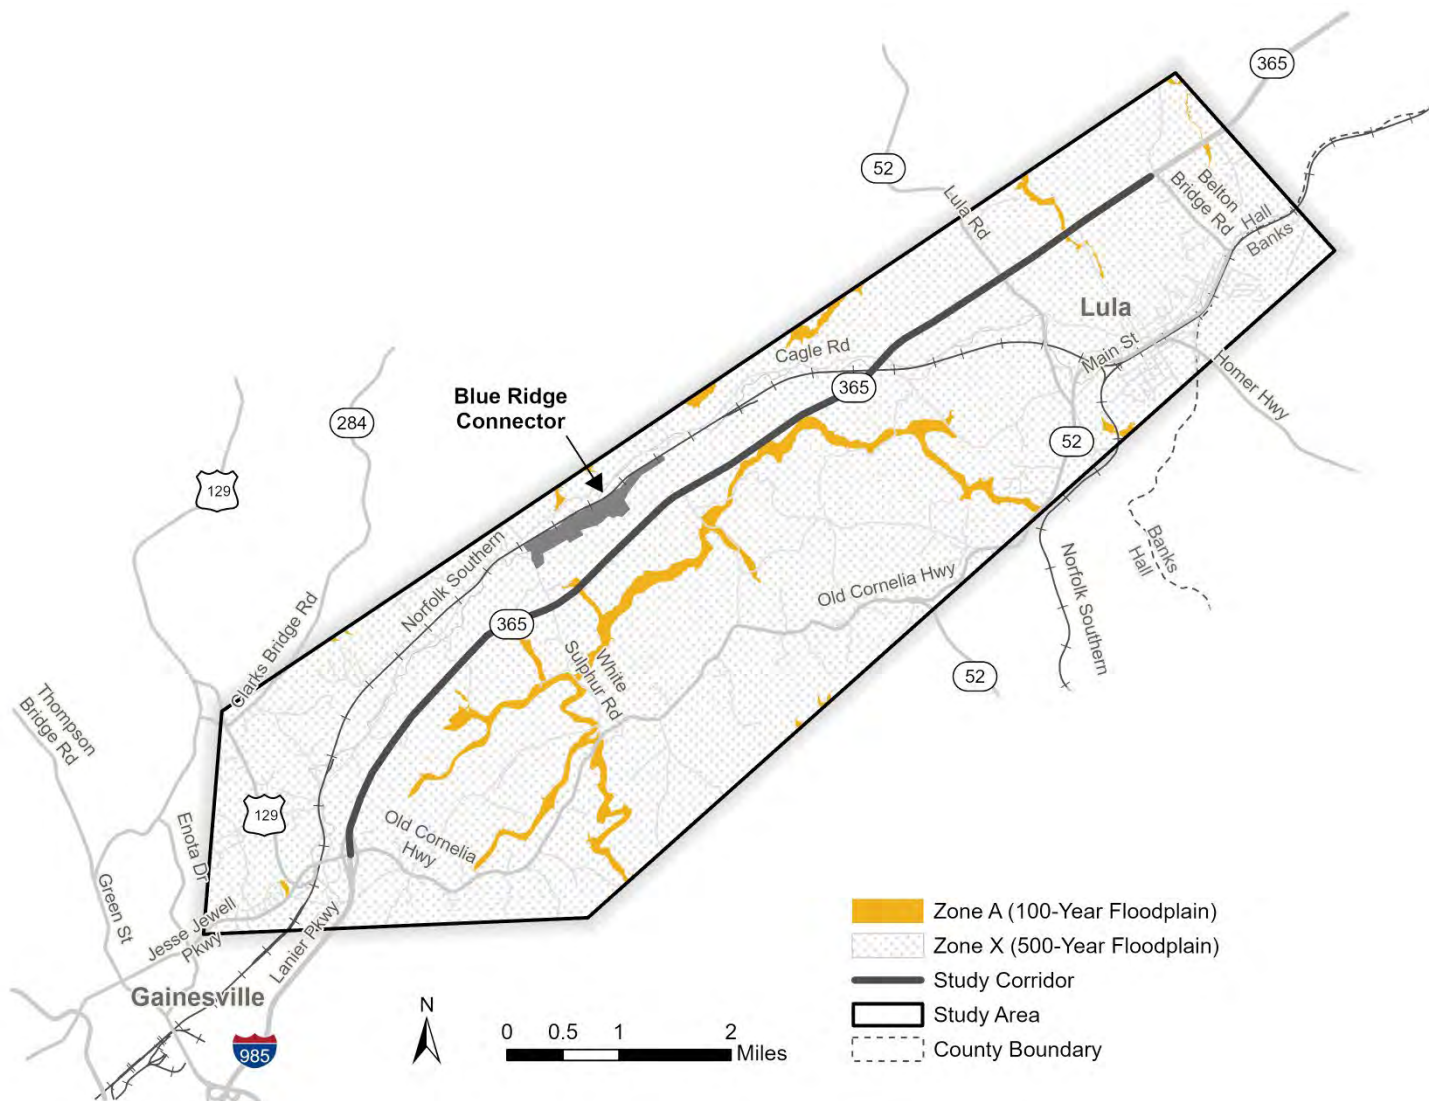 365
52
Lula Rd
Belton
Bridge Rd
Hall
Banks
Lula
Cagle Rd
Main St
365
Homer Hwy
Blue Ridge
Connector
284
52
129
Norfolk Southern
Banks
Hall
Old Cornelia Hwy
Norfolk Southern
Clarks Bridge Rd
365
White
Sulphur Rd
52
Thompson
Bridge Rd
129
Enota Dr
Old Cornelia
Hwy
Green St
Jesse Jewell
Pkwy
Lanier Pkwy
Gainesville
985
N
0 0.5 1 2
Miles
Zone A (100-Year Floodplain)
Zone X (500-Year Floodplain)
Study Corridor
Study Area
County Boundary